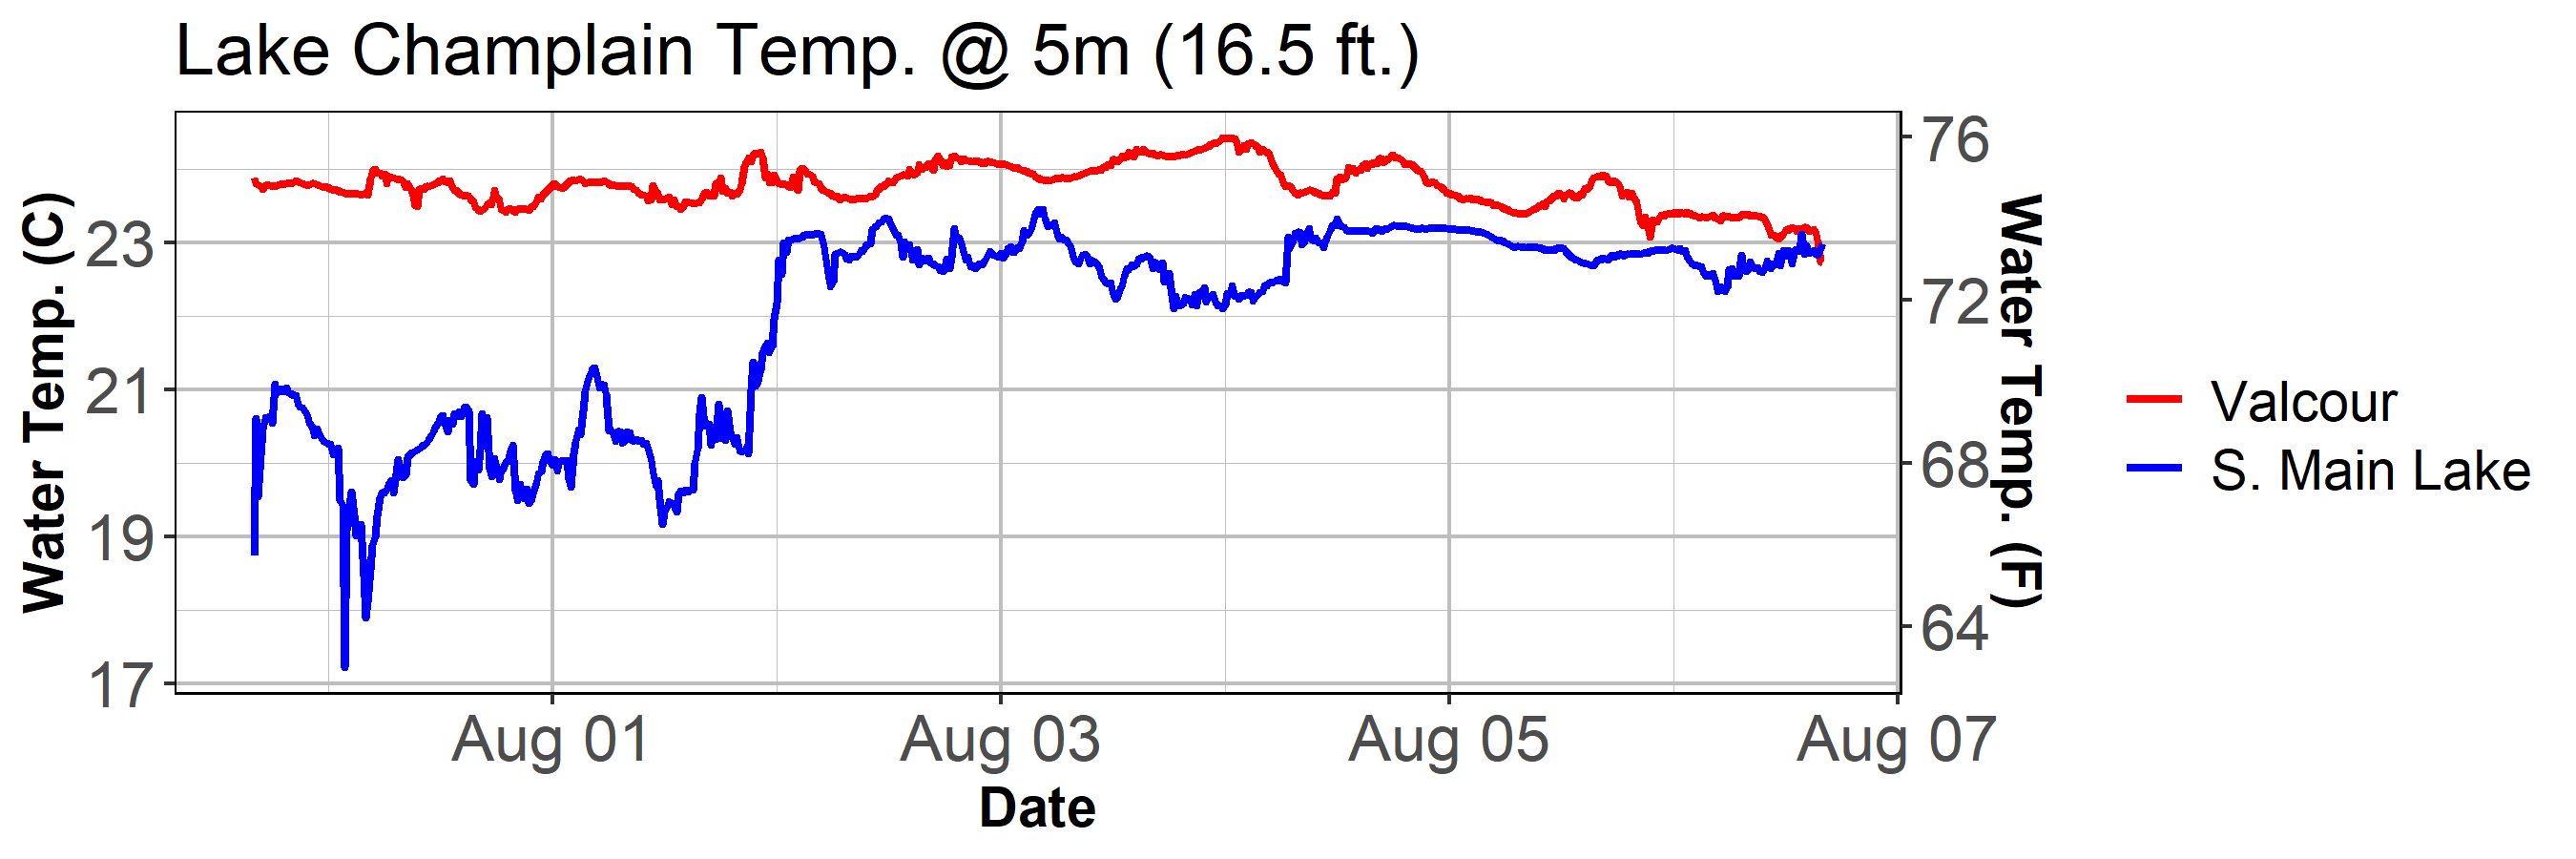 Lake Champlain Temp. @ 5m (16.5 ft.)
Water Temp. (C)
23
21
19
17
76
72
68
64
Water Temp. (F)
Aug 01
Aug 03
Aug 05
Aug 07
Date
Valcour
S. Main Lake